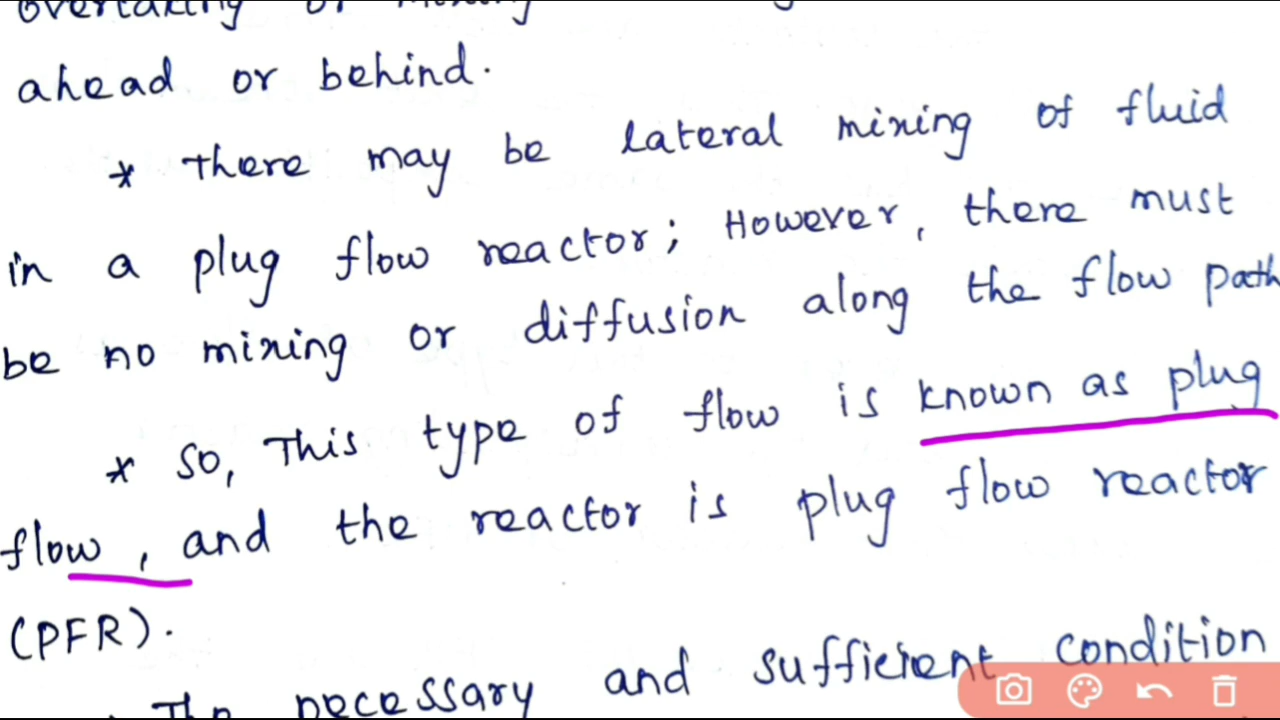 overtaking or
ahead or behind.
* There may be lateral mixing of fluid
in a plug flow reactor; However, there must
be no mixing or diffusion along the flow path
* So, This type of flow is known as plug
flow, and the reactor is plug flow reactor
(PFR).
necessary and sufficient condition